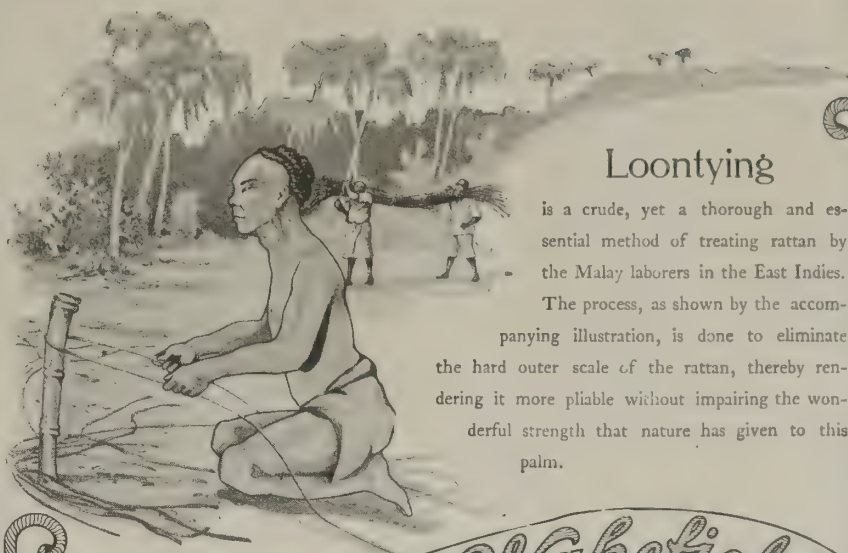 Loontying
is a crude, yet a thorough and es-
sential method of treating rattan by
the Malay laborers in the East Indies.
The process, as shown by the accom-
panying illustration, is done to eliminate
the hard outer scale of the rattan, thereby ren-
dering it more pliable without impairing the won-
derful strength that nature has given to this
palm.